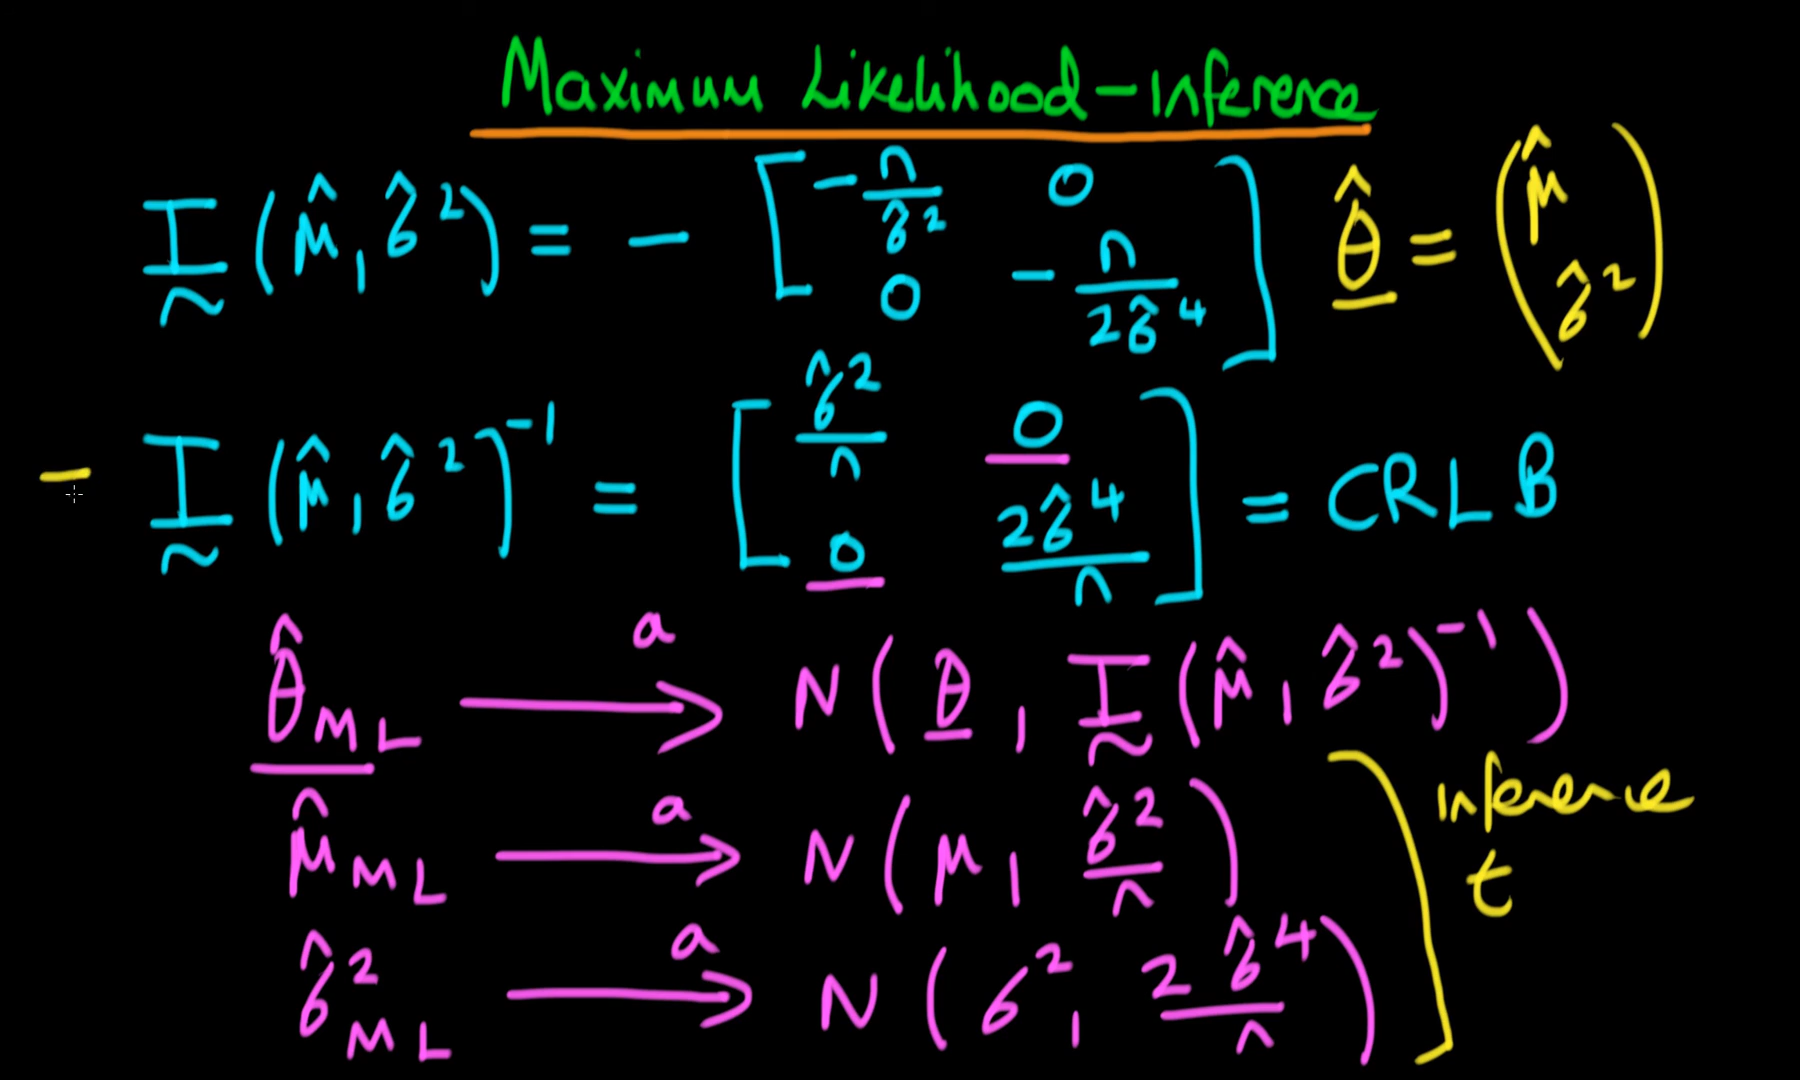 Maximum Likelihood - Inference
I(μ̂, σ̂²) = - [ -n/σ̂² 0 ; 0 -n/2σ̂⁴ ] θ̂ = ( μ̂ σ̂² )
- I(μ̂, σ̂²)⁻¹ = [ σ̂²/n 0 ; 0 2σ̂⁴/n ] = CRLB
θ̂ML →ᵃ N(θ, I(μ̂, σ̂²)⁻¹)
μ̂ML →ᵃ N(μ, σ̂²/n)
inference
t
σ̂²ML →ᵃ N(σ², 2σ̂⁴/n)